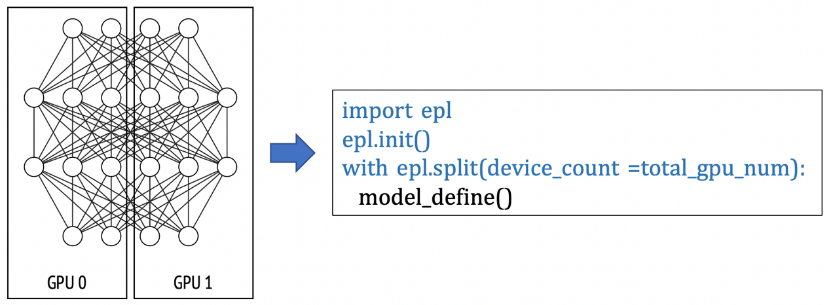 GPU 0
GPU 1
import epl
epl.init()
with epl.split(device_count =total_gpu_num):
model_define()